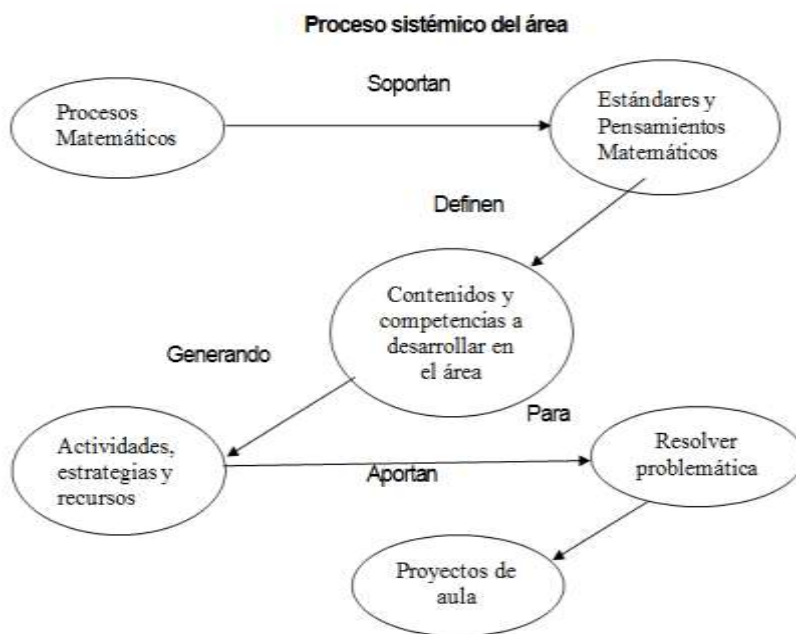 Proceso sistémico del área
Soportan
Procesos
Matemáticos
Estándares y
Pensamientos
Matemáticos
Definen
Contenidos y
competencias a
desarrollar en
el área
Generando
Para
Actividades,
estrategias y
recursos
Aportan
Resolver
problemática
Proyectos de
aula